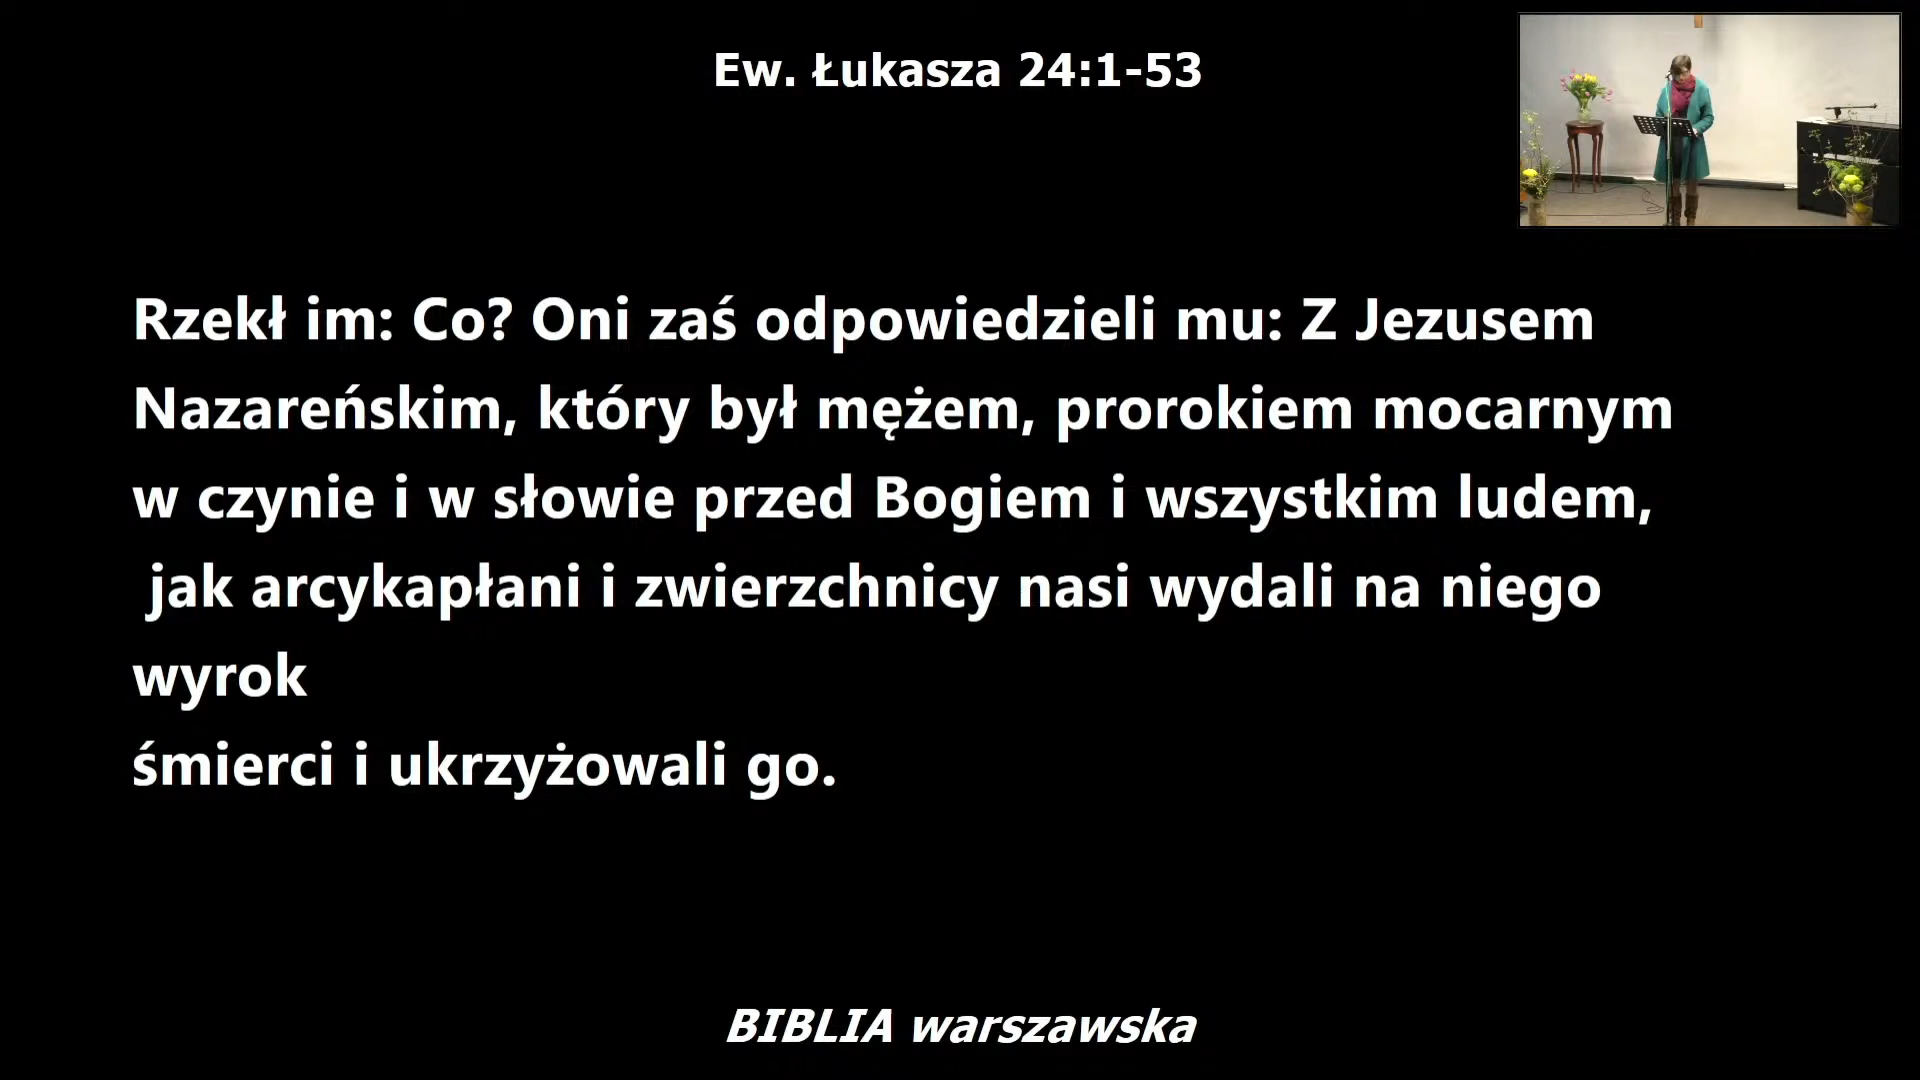 Ew. Łukasza 24:1-53
Rzekł im: Co? Oni zaś odpowiedzieli mu: Z Jezusem
Nazareńskim, który był mężem, prorokiem mocarnym
w czynie i w słowie przed Bogiem i wszystkim ludem,
jak arcykapłani i zwierzchnicy nasi wydali na niego
wyrok
śmierci i ukrzyżowali go.
BIBLIA warszawska